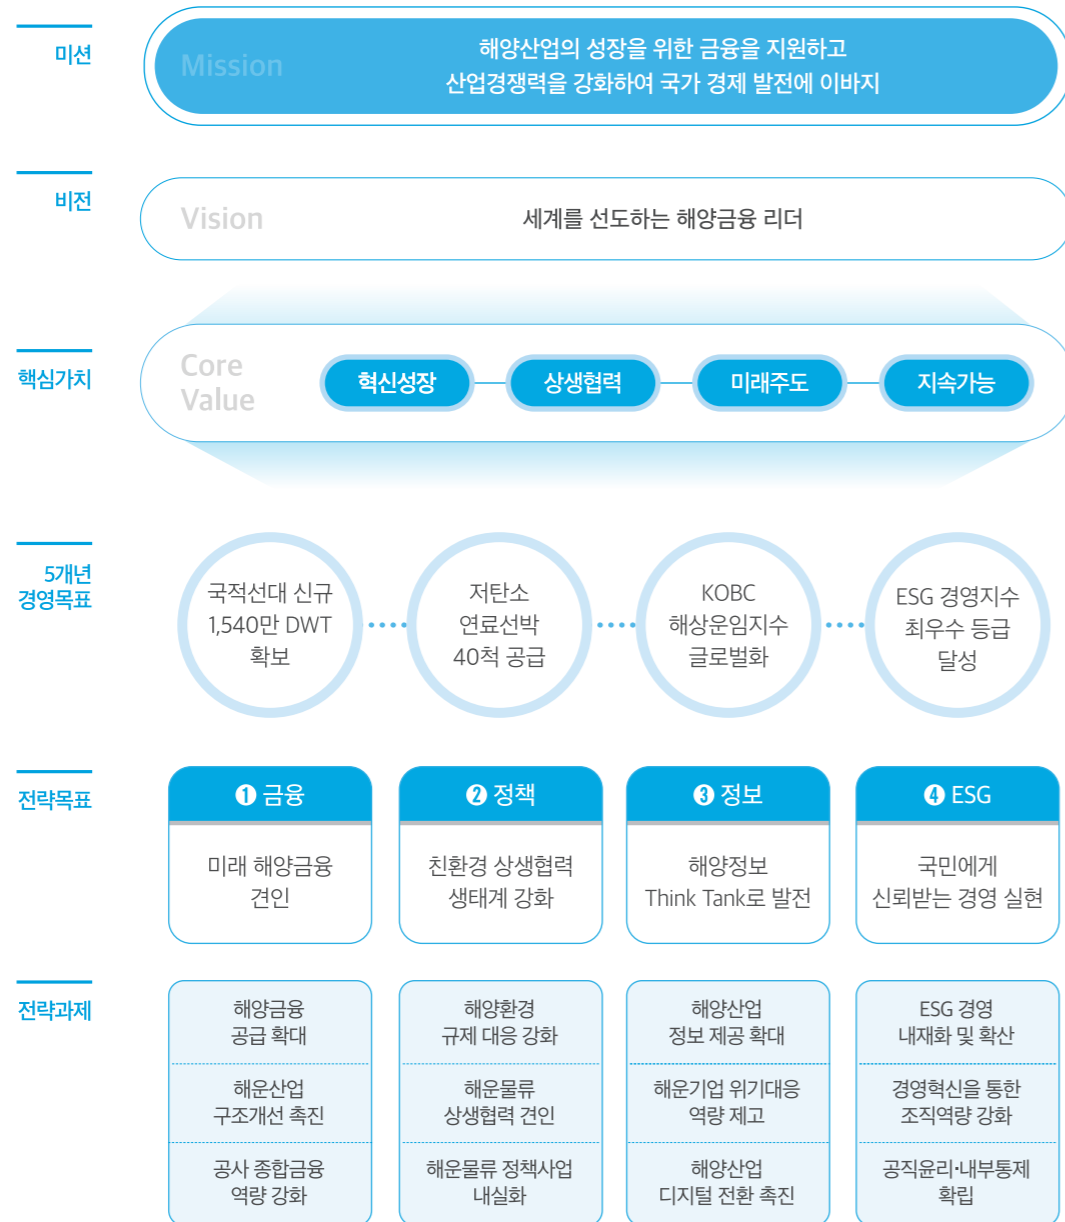 미션
Mission
해양산업의 성장을 위한 금융을 지원하고
산업경쟁력을 강화하여 국가 경제 발전에 이바지
비전
Vision
세계를 선도하는 해양금융 리더
핵심가치
Core
Value
혁신성장
상생협력
미래주도
지속가능
5개년
경영목표
국적선대 신규
1,540만 DWT
확보
저탄소
연료선박
40척 공급
KOBC
해상운임지수
글로벌화
ESG 경영지수
최우수 등급
달성
전략목표
❶ 금융
미래 해양금융
견인
❷ 정책
친환경 상생협력
생태계 강화
❸ 정보
해양정보
Think Tank로 발전
❹ ESG
국민에게
신뢰받는 경영 실현
전략과제
해양금융
공급 확대
해운산업
구조개선 촉진
공사 종합금융
역량 강화
해양환경
규제 대응 강화
해운물류
상생협력 견인
해운물류 정책사업
내실화
해양산업
정보 제공 확대
해운기업 위기대응
역량 제고
해양산업
디지털 전환 촉진
ESG 경영
내재화 및 확산
경영혁신을 통한
조직역량 강화
공직윤리·내부통제
확립